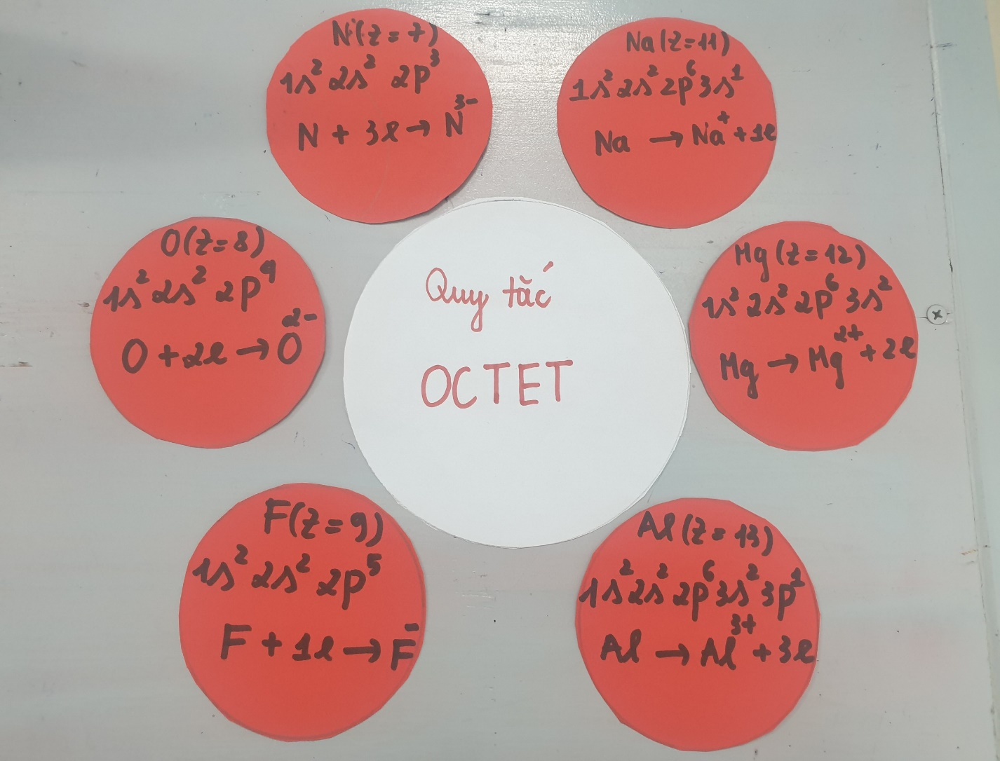 N (Z = 7)
1s² 2s² 2p³
N + 3e → N³⁻
Na (Z = 11)
1s² 2s² 2p⁶ 3s¹
Na → Na⁺ + 1e
O (Z = 8)
1s² 2s² 2p⁴
O + 2e → O²⁻
Quy tắc
OCTET
Mg (Z = 12)
1s² 2s² 2p⁶ 3s²
Mg → Mg²⁺ + 2e
F (Z = 9)
1s² 2s² 2p⁵
F + 1e → F⁻
Al (Z = 13)
1s² 2s² 2p⁶ 3s² 3p¹
Al → Al³⁺ + 3e